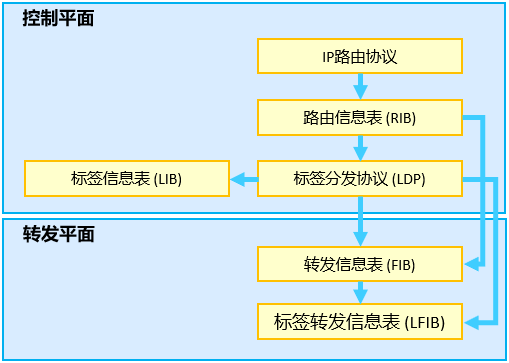 控制平面
IP路由协议
路由信息表 (RIB)
标签信息表 (LIB)
标签分发协议 (LDP)
转发平面
转发信息表 (FIB)
标签转发信息表 (LFIB)